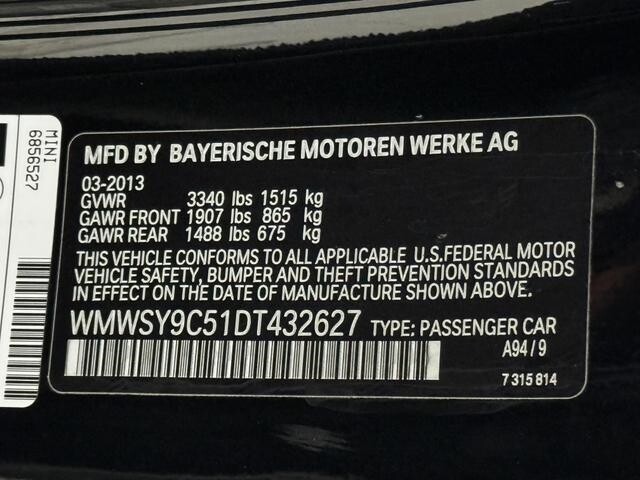 MINI
6856527
MFD BY BAYERISCHE MOTOREN WERKE AG
03-2013
GVWR 3340 lbs 1515 kg
GAWR FRONT 1907 lbs 865 kg
GAWR REAR 1488 lbs 675 kg
THIS VEHICLE CONFORMS TO ALL APPLICABLE U.S.FEDERAL MOTOR
VEHICLE SAFETY, BUMPER AND THEFT PREVENTION STANDARDS
IN EFFECT ON THE DATE OF MANUFACTURE SHOWN ABOVE.
WMWSY9C51DT432627 TYPE: PASSENGER CAR
A94/9
7 315 814